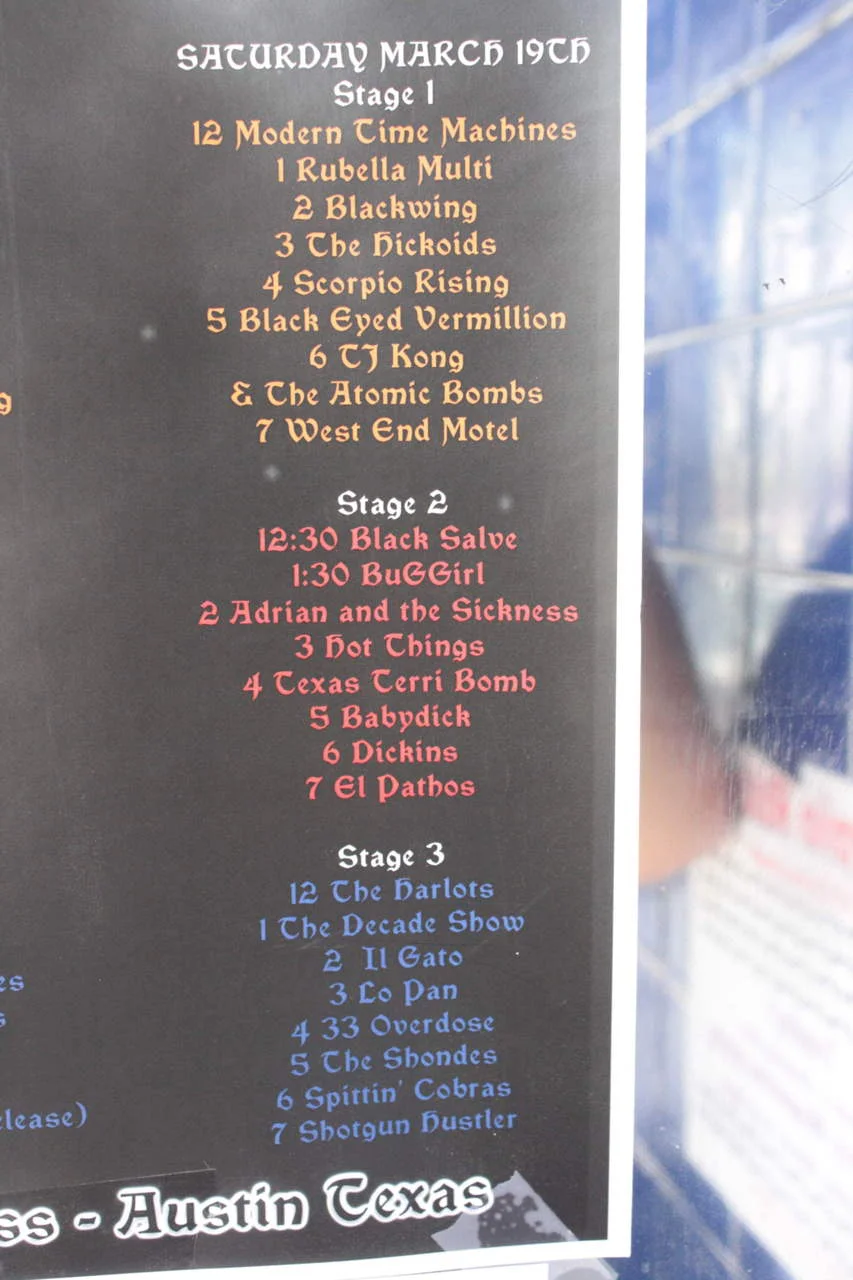 SATURDAY MARCH 19TH
Stage 1
12 Modern Time Machines
1 Rubella Multi
2 Blackwing
3 The Hickoids
4 Scorpio Rising
5 Black Eyed Vermillion
6 TJ Kong
& The Atomic Bombs
7 West End Motel
Stage 2
12:30 Black Salve
1:30 BuGGirl
2 Adrian and the Sickness
3 Hot Things
4 Texas Terri Bomb
5 Babydick
6 Dickins
7 El Pathos
Stage 3
12 The Harlots
1 The Decade Show
2 Il Gato
3 Lo Pan
4 33 Overdose
5 The Shondes
6 Spittin' Cobras
7 Shotgun Hustler
- Austin Texas